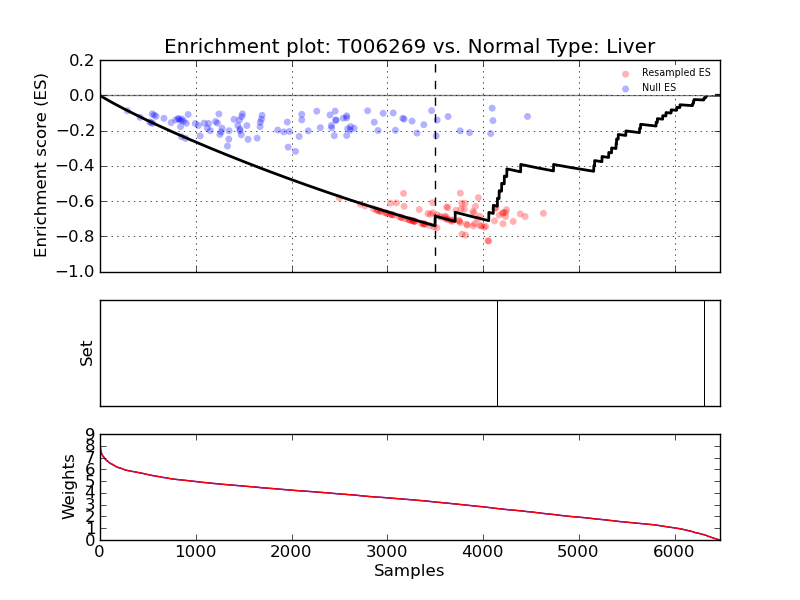 Enrichment plot: T006269 vs. Normal Type: Liver
Enrichment score (ES)
0.2
0.0
−0.2
−0.4
−0.6
−0.8
−1.0
Resampled ES
Null ES
Set
Weights
9
8
7
6
5
4
3
2
1
0
0 1000 2000 3000 4000 5000 6000
Samples